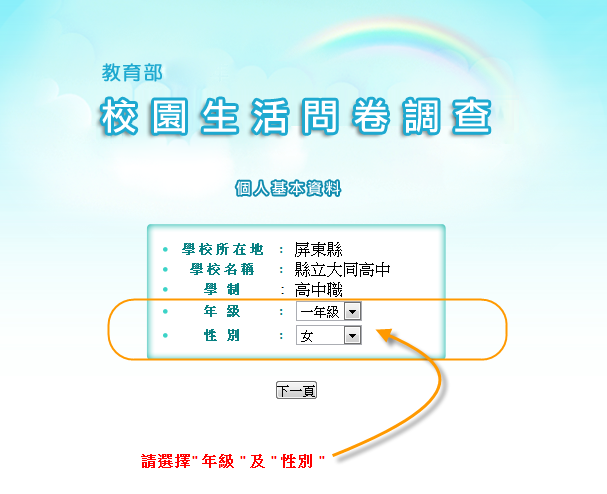 教育部
校園生活問卷調查
個人基本資料
學校所在地 : 屏東縣
學校名稱 : 縣立大同高中
學制 : 高中職
年級 : 一年級
性別 : 女
下一頁
請選擇"年級"及"性別"